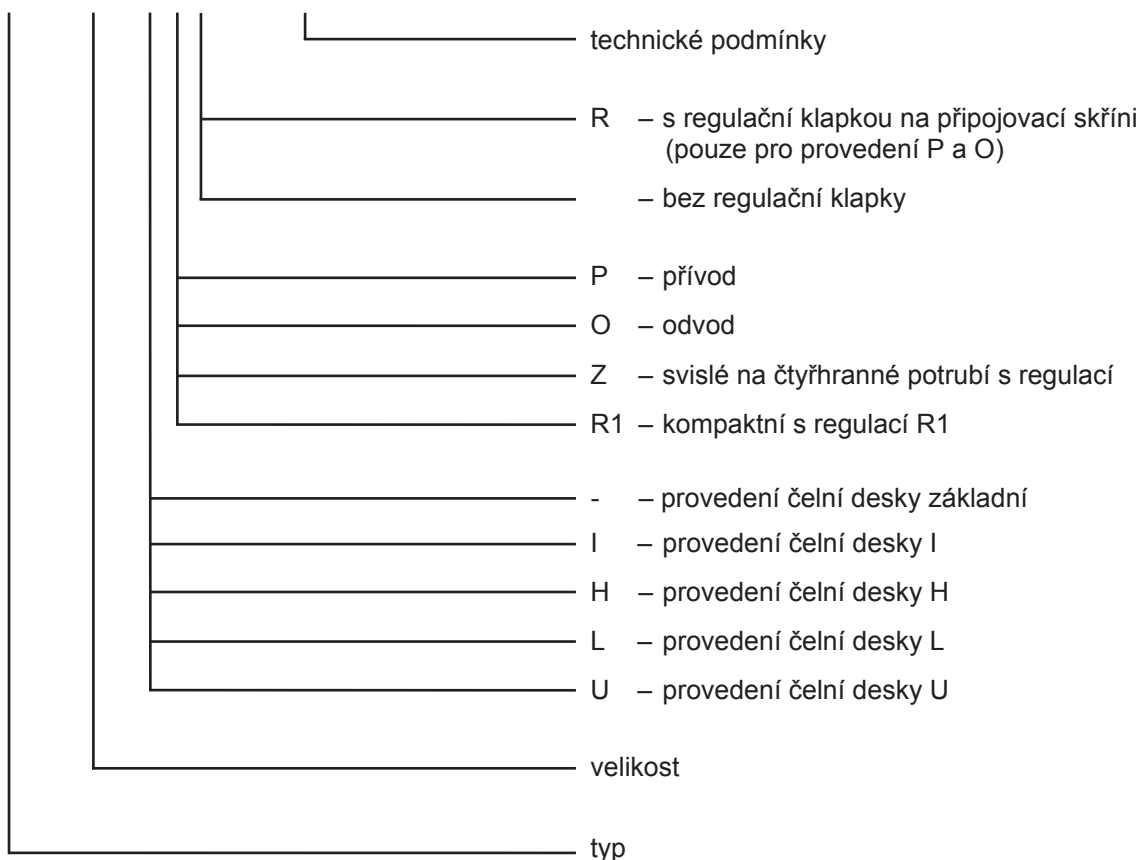 technické podmínky
R – s regulační klapkou na připojovací skříni
(pouze pro provedení P a O)
– bez regulační klapky
P – přívod
O – odvod
Z – svislé na čtyřhranné potrubí s regulací
R1 – kompaktní s regulací R1
- – provedení čelní desky základní
I – provedení čelní desky I
H – provedení čelní desky H
L – provedení čelní desky L
U – provedení čelní desky U
velikost
typ